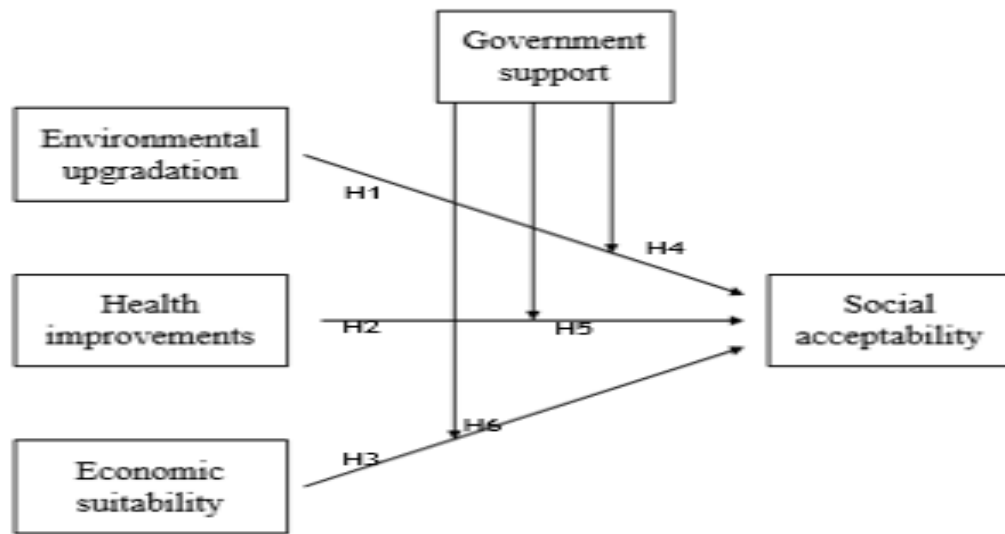 Government
support
Environmental
upgradation
H1
H4
Health
improvements
H2
H5
Social
acceptability
H6
H3
Economic
suitability